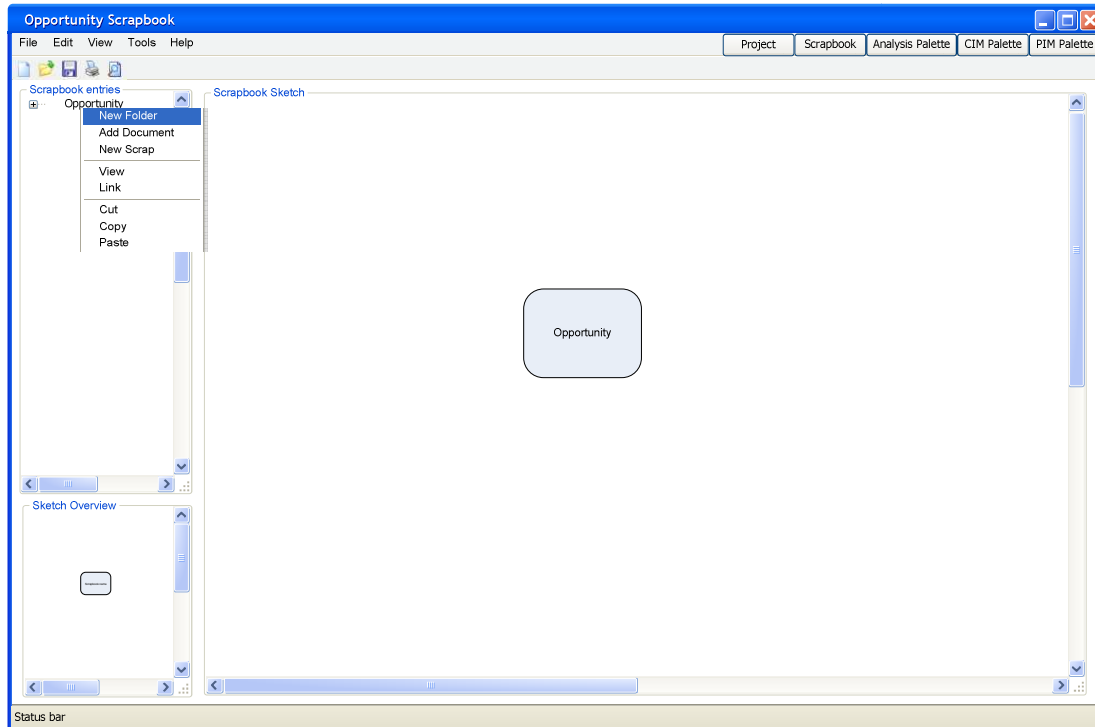 Opportunity Scrapbook
File Edit View Tools Help
Project Scrapbook Analysis Palette CIM Palette PIM Palette
Scrapbook entries
Opportunity
New Folder
Add Document
New Scrap
View
Link
Cut
Copy
Paste
Scrapbook Sketch
Opportunity
Sketch Overview
Status bar